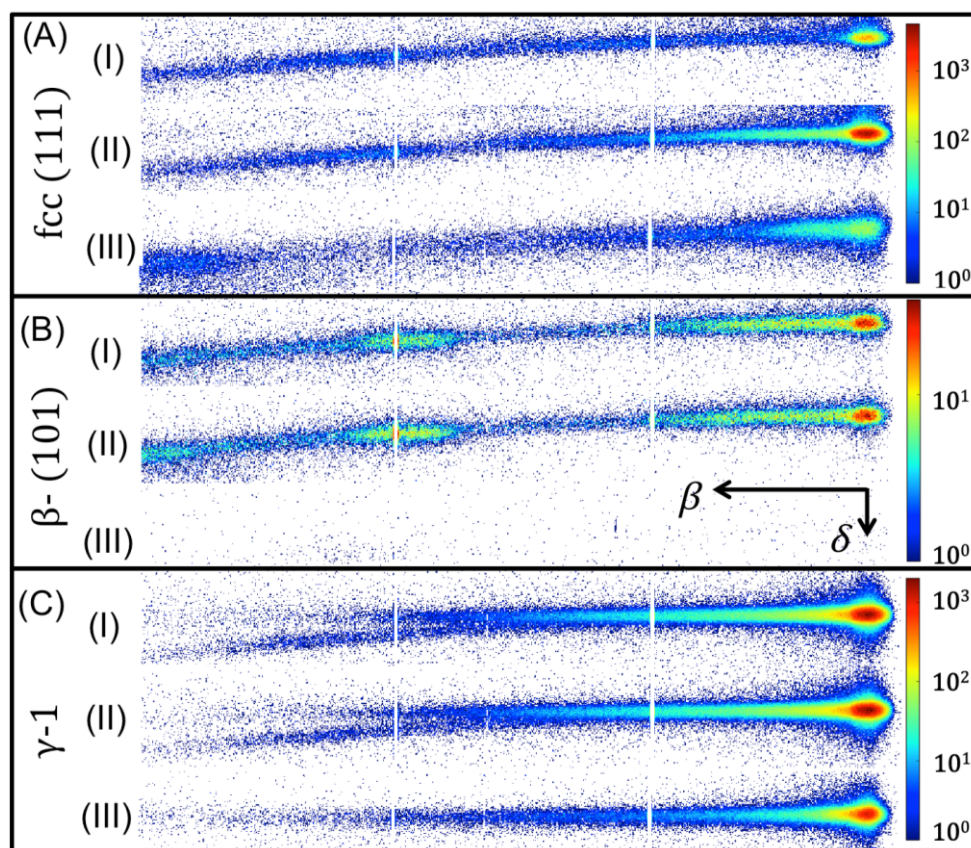 (A)
fcc (111)
(I)
(II)
(III)
10³
10²
10¹
10⁰
(B)
β- (101)
(I)
(II)
(III)
β
δ
10¹
10⁰
(C)
γ-1
(I)
(II)
(III)
10³
10²
10¹
10⁰